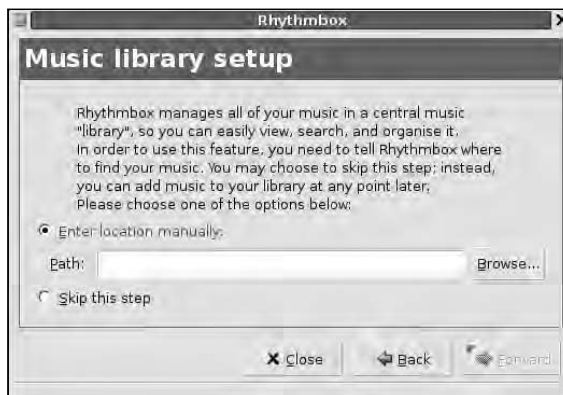 Rhythmbox
Music library setup
Rhythmbox manages all of your music in a central music
"library", so you can easily view, search, and organise it.
In order to use this feature, you need to tell Rhythmbox where
to find your music. You may choose to skip this step; instead,
you can add music to your library at any point later.
Please choose one of the options below:
Enter location manually:
Path: Browse...
Skip this step
Close Back Forward